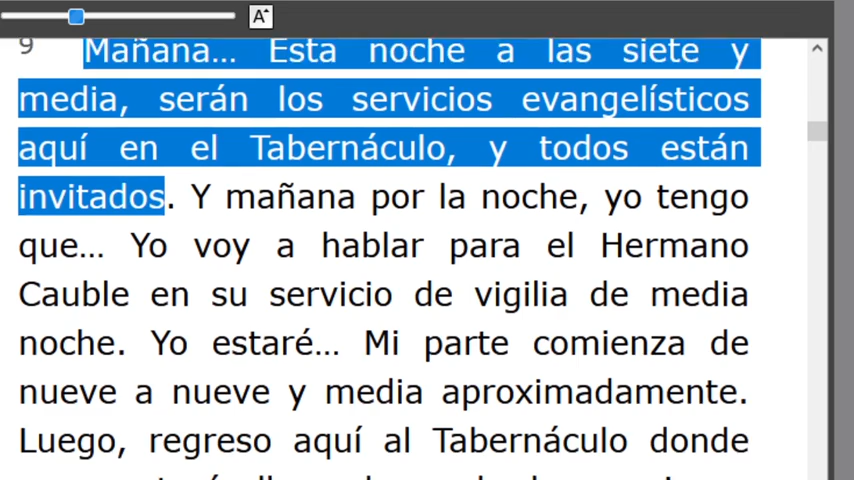 A
9 Mañana... Esta noche a las siete y
media, serán los servicios evangelísticos
aquí en el Tabernáculo, y todos están
invitados. Y mañana por la noche, yo tengo
que... Yo voy a hablar para el Hermano
Cauble en su servicio de vigilia de media
noche. Yo estaré... Mi parte comienza de
nueve a nueve y media aproximadamente.
Luego, regreso aquí al Tabernáculo donde